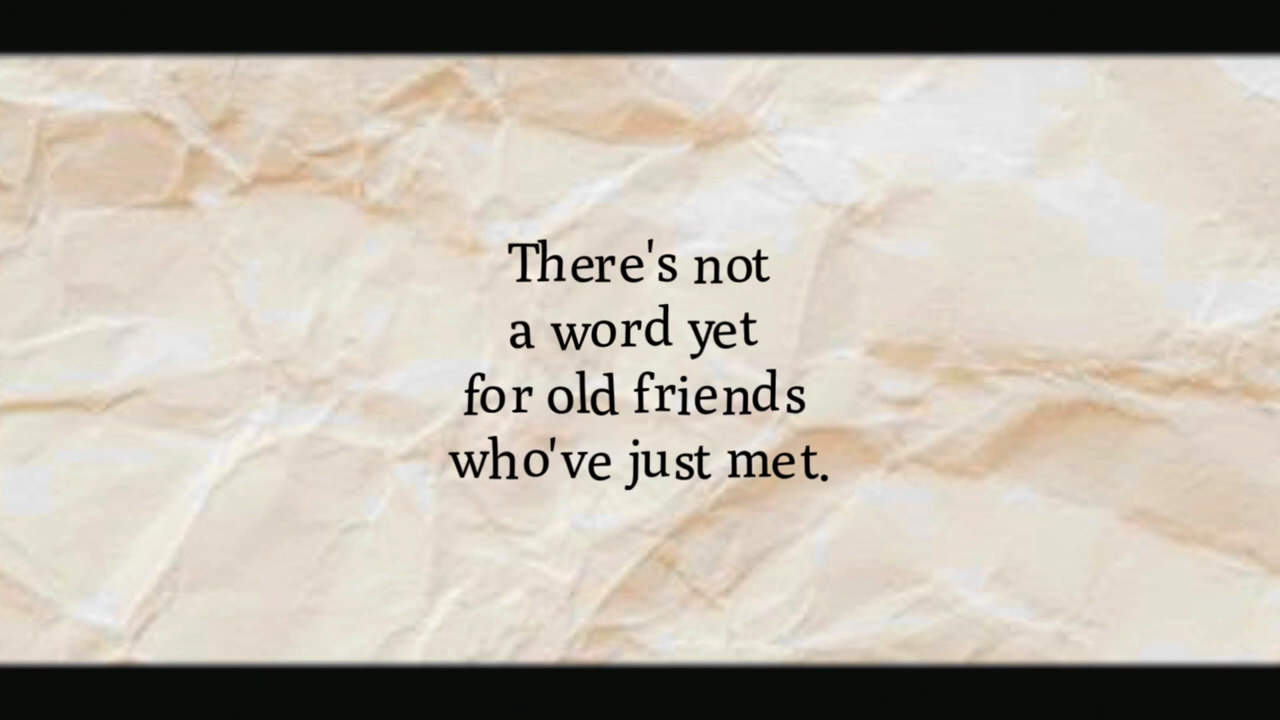 There's not
a word yet
for old friends
who've just met.